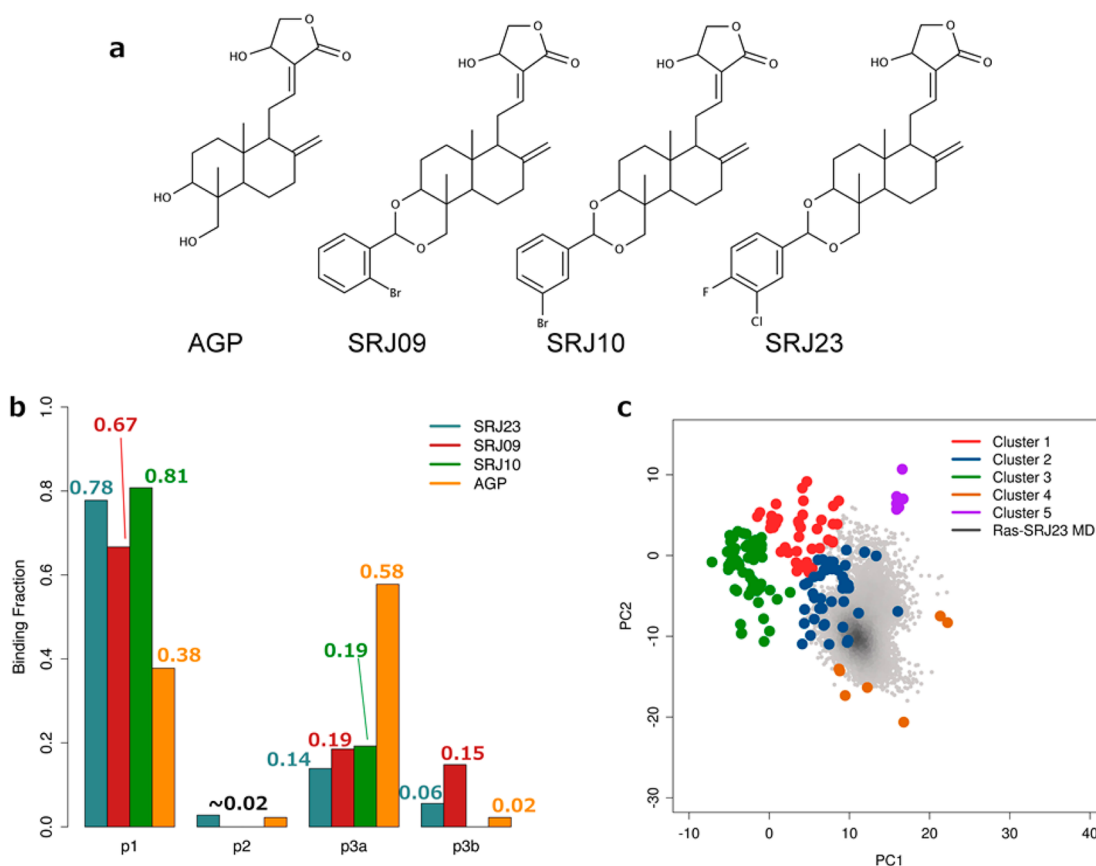 a
O
HO
O
HO
HO
AGP
O
HO
O
O
O
Br
SRJ09
O
HO
O
O
O
Br
SRJ10
O
HO
O
O
O
F
Cl
SRJ23
b
Binding Fraction
1.0
0.8
0.6
0.4
0.2
0.0
0.78
0.67
0.81
0.38
~0.02
0.14
0.19
0.19
0.58
0.06
0.15
0.02
SRJ23
SRJ09
SRJ10
AGP
p1
p2
p3a
p3b
c
PC2
10
0
-10
-20
-30
Cluster 1
Cluster 2
Cluster 3
Cluster 4
Cluster 5
Ras-SRJ23 MD
-10
0
10
20
30
40
PC1